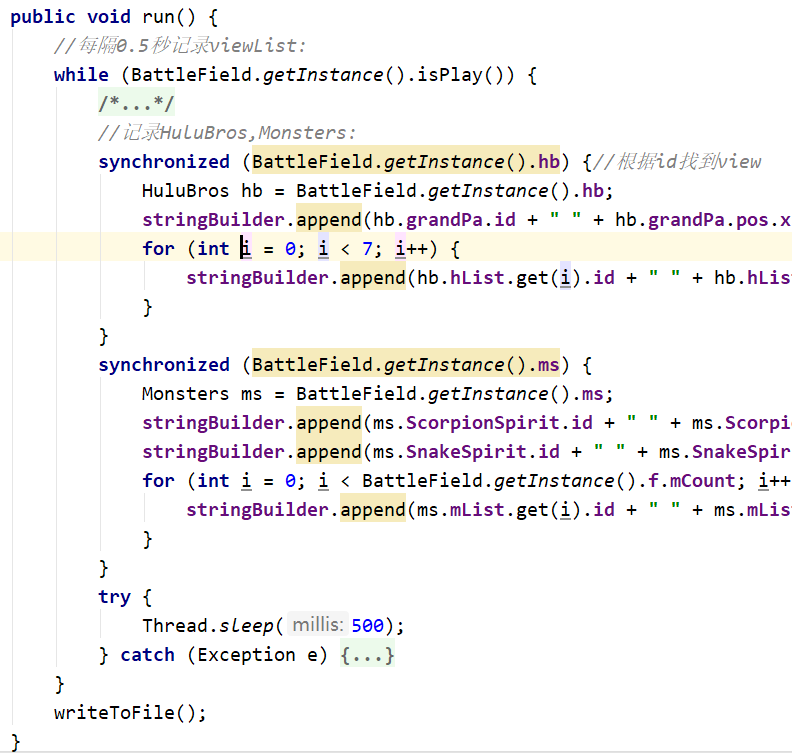 public void run() {
//每隔0.5秒记录viewList:
while (BattleField.getInstance().isPlay()) {
/*...*/
//记录HuluBros,Monsters:
synchronized (BattleField.getInstance().hb) {//根据id找到view
HuluBros hb = BattleField.getInstance().hb;
stringBuilder.append(hb.grandPa.id + " " + hb.grandPa.pos.x
for (int i = 0; i < 7; i++) {
stringBuilder.append(hb.hList.get(i).id + " " + hb.hLis
}
}
synchronized (BattleField.getInstance().ms) {
Monsters ms = BattleField.getInstance().ms;
stringBuilder.append(ms.ScorpionSpirit.id + " " + ms.Scorpi
stringBuilder.append(ms.SnakeSpirit.id + " " + ms.SnakeSpir
for (int i = 0; i < BattleField.getInstance().f.mCount; i++
stringBuilder.append(ms.mList.get(i).id + " " + ms.mLis
}
}
try {
Thread.sleep( millis: 500);
} catch (Exception e) {...}
}
writeToFile();
}